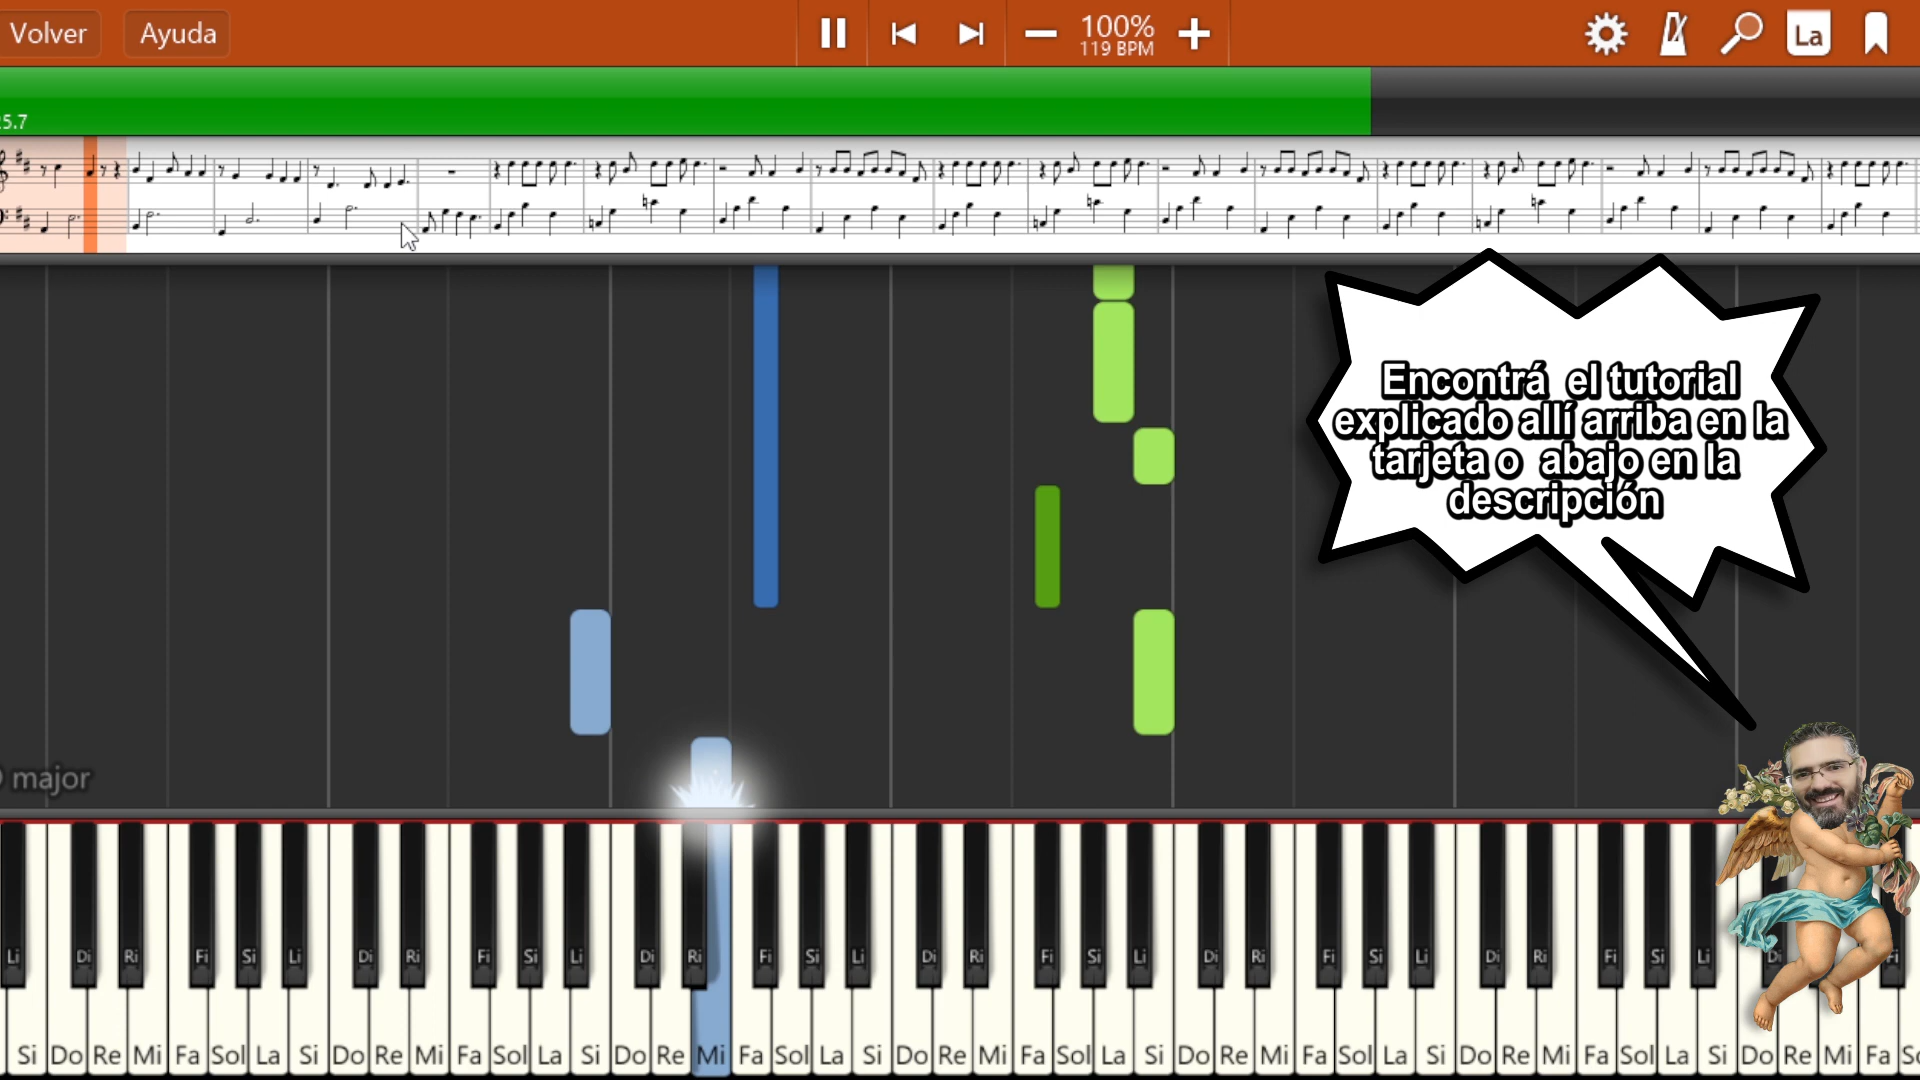 Volver Ayuda 100% La
119 BPM
25.7
Encontrá el tutorial
explicado allí arriba en la
tarjeta o abajo en la
descripción
major
Li Di Ri Fi Si Li Di Ri Fi Si Li Di Ri Fi Si Li Di Ri Fi Si Li Di Ri Fi Si Li Di Ri Fi Si Li Di Fi
Si Do Re Mi Fa Sol La Si Do Re Mi Fa Sol La Si Do Re Mi Fa Sol La Si Do Re Mi Fa Sol La Si Do Re Mi Fa Sol La Si Do Re Mi Fa Sol La Si Do Re Mi Fa